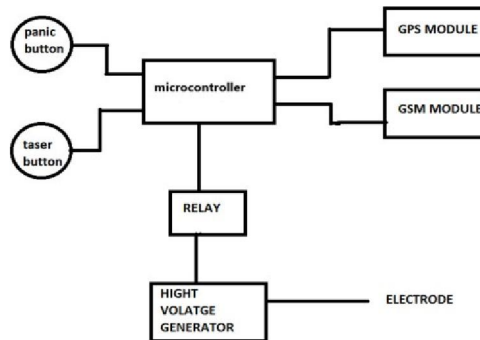 panic
button
GPS MODULE
microcontroller
GSM MODULE
taser
button
RELAY
HIGHT
VOLATGE
GENERATOR
ELECTRODE